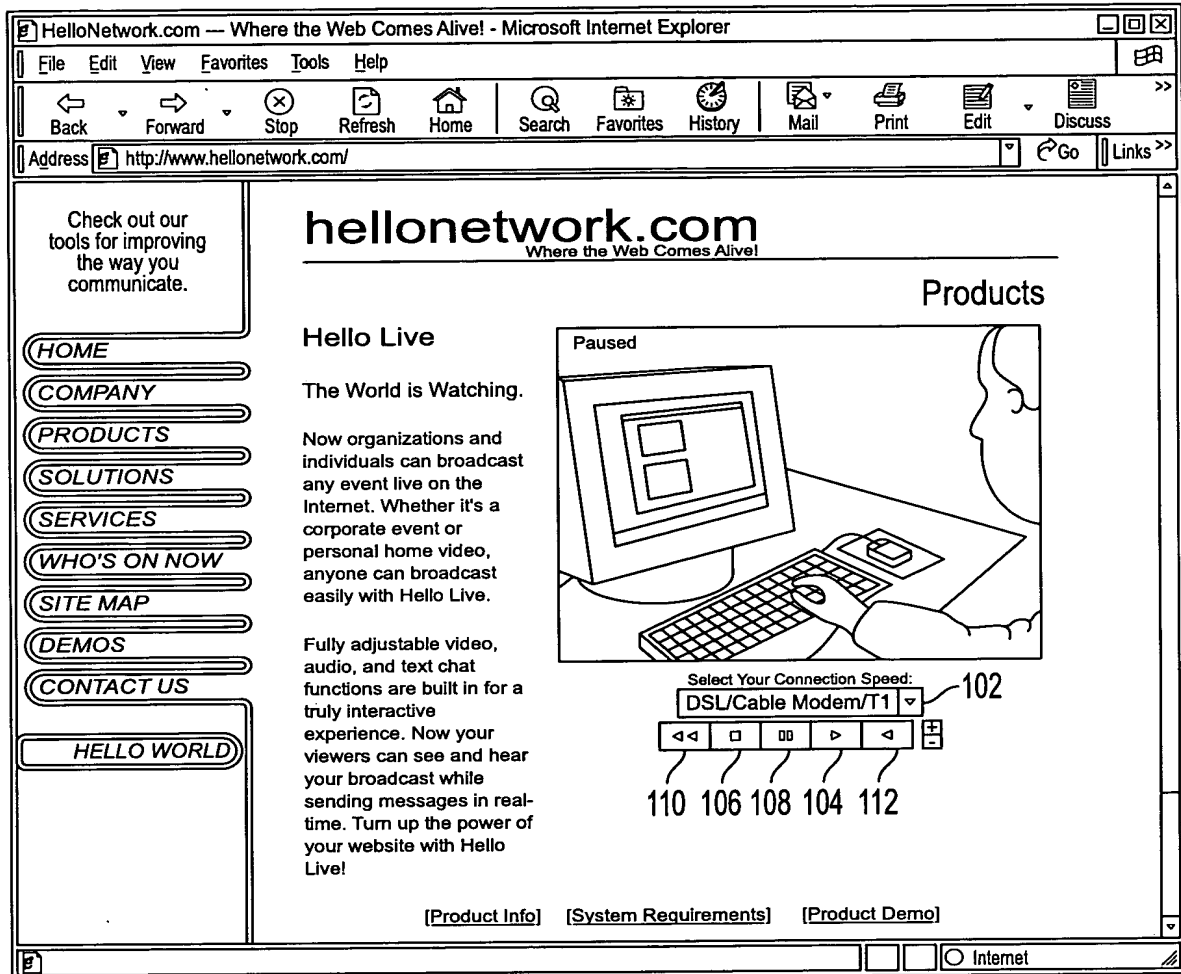 HelloNetwork.com — Where the Web Comes Alive! - Microsoft Internet Explorer
File Edit View Favorites Tools Help
Back Forward Stop Refresh Home Search Favorites History Mail Print Edit Discuss >>
Address http://www.hellonetwork.com/ Go Links >>
Check out our
tools for improving
the way you
communicate.
HOME
COMPANY
PRODUCTS
SOLUTIONS
SERVICES
WHO'S ON NOW
SITE MAP
DEMOS
CONTACT US
HELLO WORLD
hellonetwork.com
Where the Web Comes Alive!
Products
Hello Live
The World is Watching.
Now organizations and
individuals can broadcast
any event live on the
Internet. Whether it's a
corporate event or
personal home video,
anyone can broadcast
easily with Hello Live.
Fully adjustable video,
audio, and text chat
functions are built in for a
truly interactive
experience. Now your
viewers can see and hear
your broadcast while
sending messages in real-
time. Turn up the power of
your website with Hello
Live!
Paused
Select Your Connection Speed:
DSL/Cable Modem/T1 102
+
-
110 106 108 104 112
[Product Info] [System Requirements] [Product Demo]
Internet